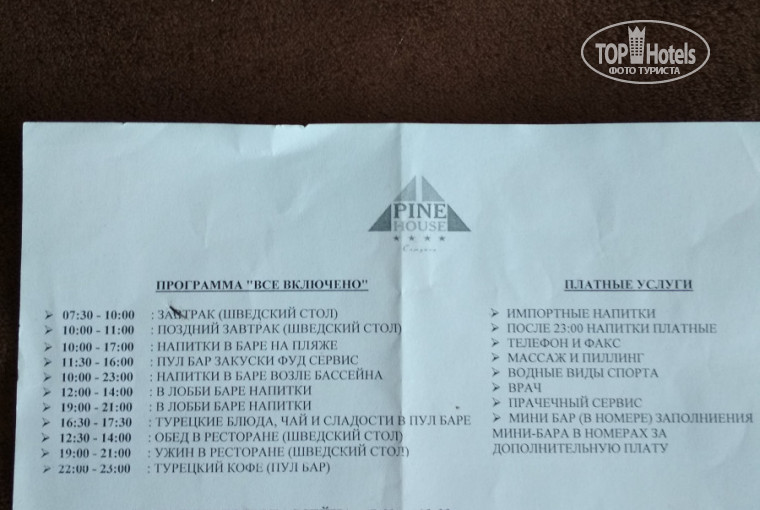 TOP Hotels
ФОТО ТУРИСТА
PINE
HOUSE
ПРОГРАММА "ВСЕ ВКЛЮЧЕНО"
07:30 - 10:00 : ЗАВТРАК (ШВЕДСКИЙ СТОЛ)
10:00 - 11:00 : ПОЗДНИЙ ЗАВТРАК (ШВЕДСКИЙ СТОЛ)
10:00 - 17:00 : НАПИТКИ В БАРЕ НА ПЛЯЖЕ
11:30 - 16:00 : ПУЛ БАР ЗАКУСКИ ФУД СЕРВИС
10:00 - 23:00 : НАПИТКИ В БАРЕ ВОЗЛЕ БАССЕЙНА
12:00 - 14:00 : В ЛОББИ БАРЕ НАПИТКИ
19:00 - 21:00 : В ЛОББИ БАРЕ НАПИТКИ
16:30 - 17:30 : ТУРЕЦКИЕ БЛЮДА, ЧАЙ И СЛАДОСТИ В ПУЛ БАРЕ
12:30 - 14:00 : ОБЕД В РЕСТОРАНЕ (ШВЕДСКИЙ СТОЛ)
19:00 - 21:00 : УЖИН В РЕСТОРАНЕ (ШВЕДСКИЙ СТОЛ)
22:00 - 23:00 : ТУРЕЦКИЙ КОФЕ (ПУЛ БАР)
ПЛАТНЫЕ УСЛУГИ
ИМПОРТНЫЕ НАПИТКИ
ПОСЛЕ 23:00 НАПИТКИ ПЛАТНЫЕ
ТЕЛЕФОН И ФАКС
МАССАЖ И ПИЛЛИНГ
ВОДНЫЕ ВИДЫ СПОРТА
ВРАЧ
ПРАЧЕЧНЫЙ СЕРВИС
МИНИ БАР (В НОМЕРЕ) ЗАПОЛНИЕНИЯ
МИНИ-БАРА В НОМЕРАХ ЗА
ДОПОЛНИТЕЛЬНУЮ ПЛАТУ